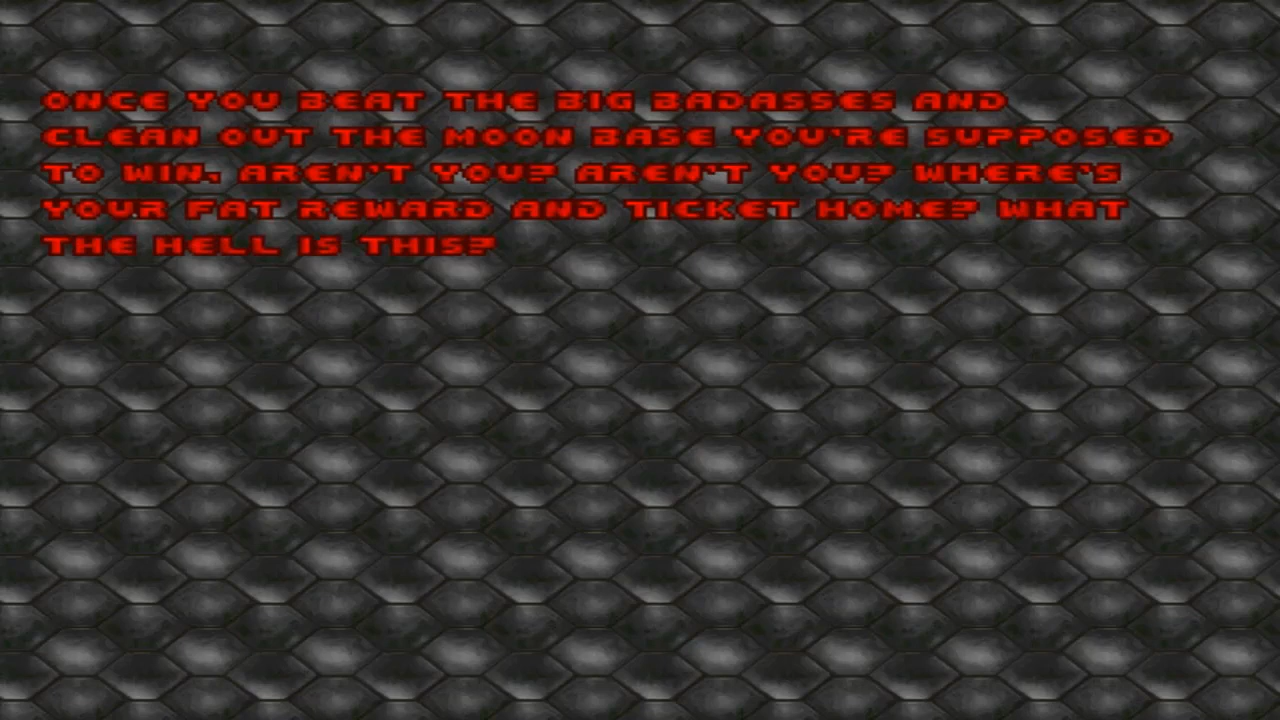 ONCE YOU BEAT THE BIG BADASSES AND
CLEAN OUT THE MOON BASE YOU'RE SUPPOSED
TO WIN, AREN'T YOU? AREN'T YOU? WHERE'S
YOUR FAT REWARD AND TICKET HOME? WHAT
THE HELL IS THIS?